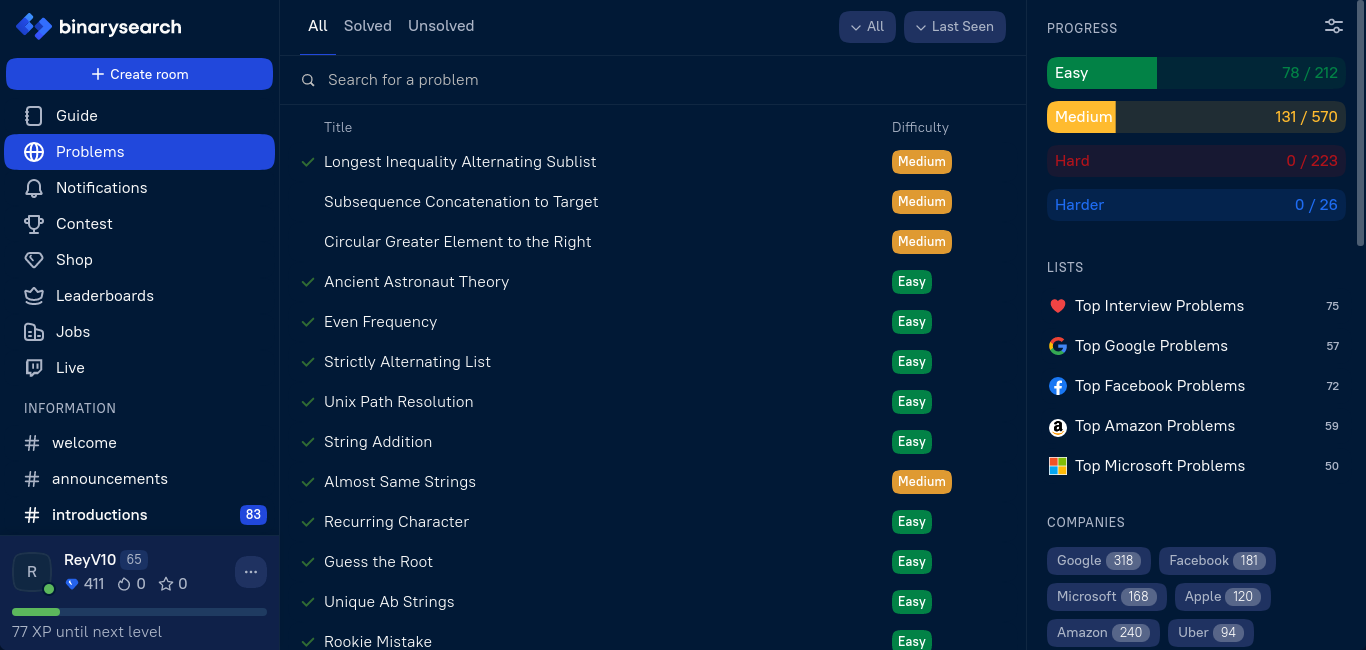 binarysearch
Create room
Guide
Problems
Notifications
Contest
Shop
Leaderboards
Jobs
Live
INFORMATION
# welcome
# announcements
# introductions 83
R
ReyV10 65
411 0 0
77 XP until next level
All Solved Unsolved
All Last Seen
Search for a problem
Title Difficulty
Longest Inequality Alternating Sublist Medium
Subsequence Concatenation to Target Medium
Circular Greater Element to the Right Medium
Ancient Astronaut Theory Easy
Even Frequency Easy
Strictly Alternating List Easy
Unix Path Resolution Easy
String Addition Easy
Almost Same Strings Medium
Recurring Character Easy
Guess the Root Easy
Unique Ab Strings Easy
Rookie Mistake Easy
PROGRESS
Easy 78 / 212
Medium 131 / 570
Hard 0 / 223
Harder 0 / 26
LISTS
Top Interview Problems 75
Top Google Problems 57
Top Facebook Problems 72
Top Amazon Problems 59
Top Microsoft Problems 50
COMPANIES
Google 318 Facebook 181
Microsoft 168 Apple 120
Amazon 240 Uber 94